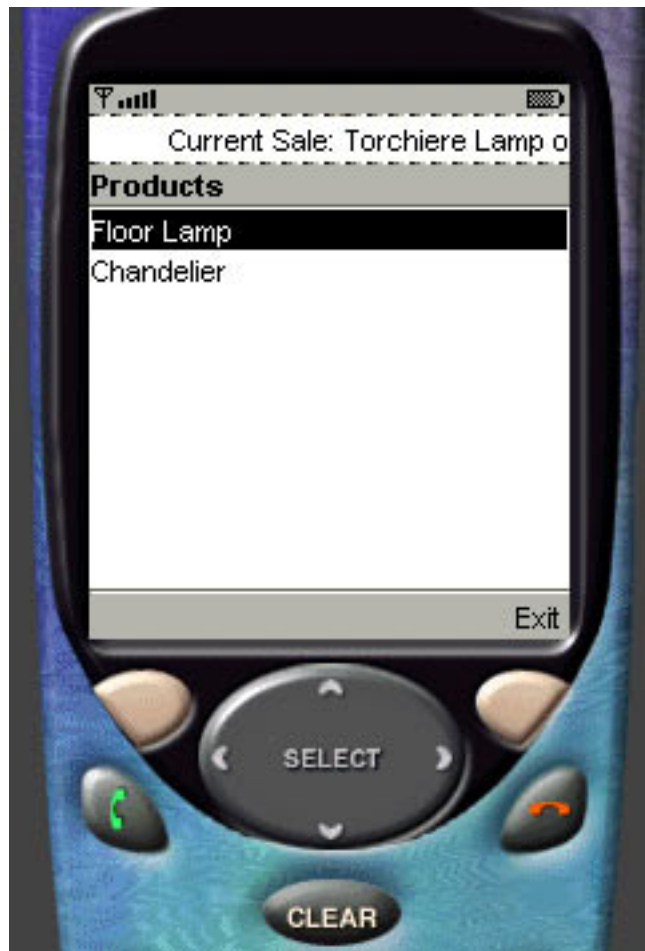 Current Sale: Torchiere Lamp o
Products
Floor Lamp
Chandelier
Exit
SELECT
CLEAR